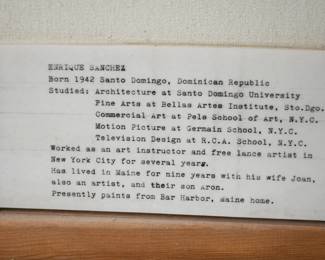 ENRIQUE SANCHEZ
Born 1942 Santo Domingo, Dominican Republic
Studied: Architecture at Santo Domingo University
Fine Arts at Bellas Artes Institute, Sto.Dgo.
Commercial Art at Pels School of Art, N.Y.C.
Motion Picture at Germain School, N.Y.C.
Television Design at R.C.A. School, N.Y.C.
Worked as an art instructor and free lance artist in
New York City for several years.
Has lived in Maine for nine years with his wife Joan,
also an artist, and their son Aron.
Presently paints from Bar Harbor, Maine home.